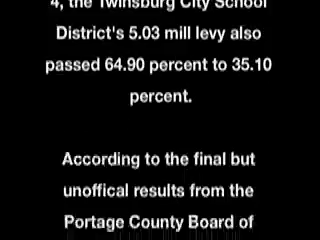 4, the Twinsburg City School
District's 5.03 mill levy also
passed 64.90 percent to 35.10
percent.
According to the final but
unoffical results from the
Portage County Board of